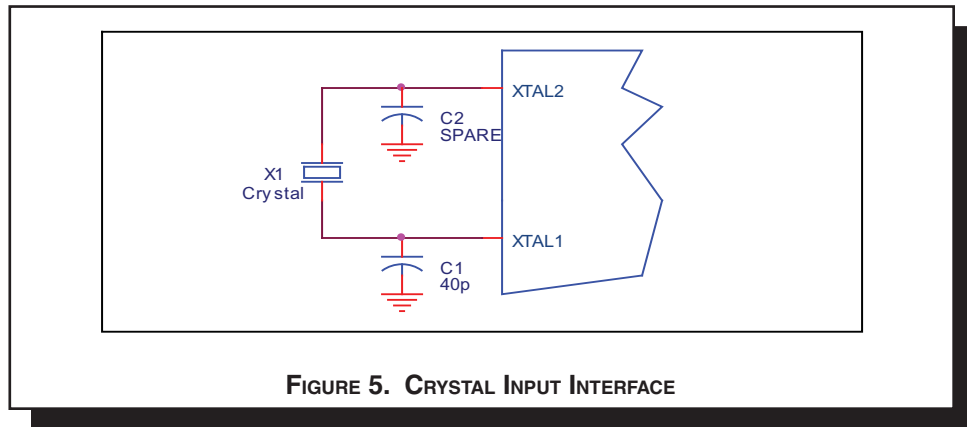 XTAL2
C2
SPARE
X1
Crystal
XTAL1
C1
40p
FIGURE 5. CRYSTAL INPUT INTERFACE